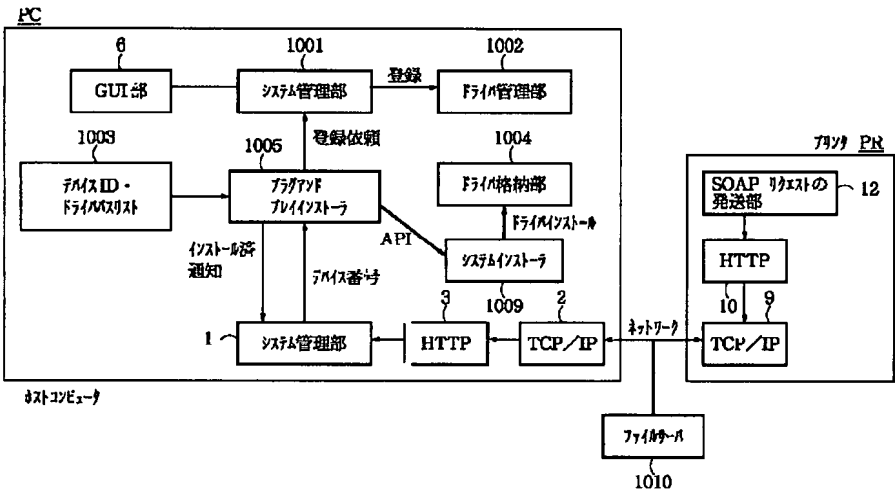 PC
6
1001
1002
GUI部
システム管理部
登録
ドライバ管理部
1003
1005
登録依頼
1004
プリンタ PR
デバイスID・
ドライバパスリスト
プラグアンド
プレイインストーラ
ドライバ格納部
SOAP リクエストの
発送部
12
インストール済
通知
デバイス番号
API
ドライバインストール
システムインストーラ
1009
HTTP
10
9
1
システム管理部
3
HTTP
2
TCP/IP
ネットワーク
TCP/IP
ホストコンピュータ
ファイルサーバ
1010